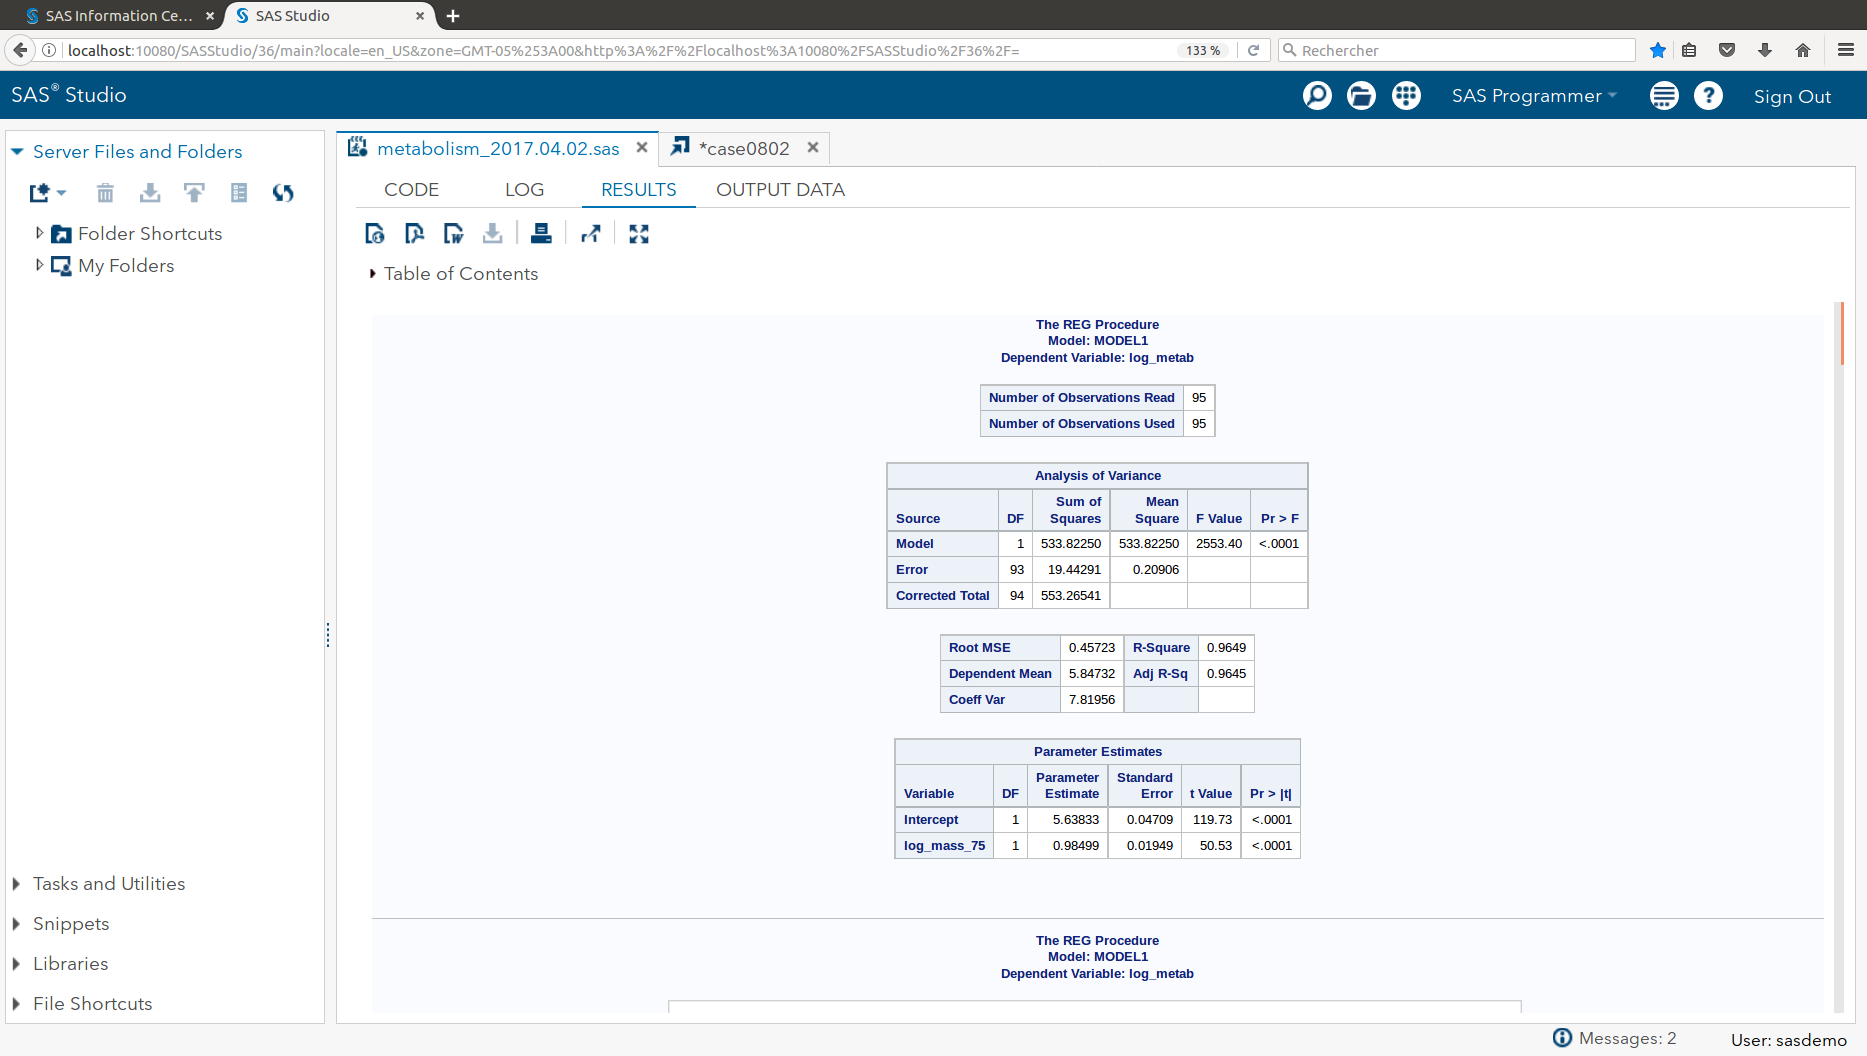 SAS Information Ce... ×
SAS Studio ×
localhost:10080/SASStudio/36/main?locale=en_US&zone=GMT-05%253A00&http%3A%2F%2Flocalhost%3A10080%2FSASStudio%2F36%2F=
133 %
Rechercher
SAS® Studio
SAS Programmer
?
Sign Out
Server Files and Folders
Folder Shortcuts
My Folders
Tasks and Utilities
Snippets
Libraries
File Shortcuts
metabolism_2017.04.02.sas ×
*case0802 ×
CODE LOG RESULTS OUTPUT DATA
Table of Contents
The REG Procedure
Model: MODEL1
Dependent Variable: log_metab
Number of Observations Read 95
Number of Observations Used 95
Analysis of Variance
Source DF Sum of Squares Mean Square F Value Pr > F
Model 1 533.82250 533.82250 2553.40 <.0001
Error 93 19.44291 0.20906
Corrected Total 94 553.26541
Root MSE 0.45723 R-Square 0.9649
Dependent Mean 5.84732 Adj R-Sq 0.9645
Coeff Var 7.81956
Parameter Estimates
Variable DF Parameter Estimate Standard Error t Value Pr > |t|
Intercept 1 5.63833 0.04709 119.73 <.0001
log_mass_75 1 0.98499 0.01949 50.53 <.0001
The REG Procedure
Model: MODEL1
Dependent Variable: log_metab
Messages: 2
User: sasdemo